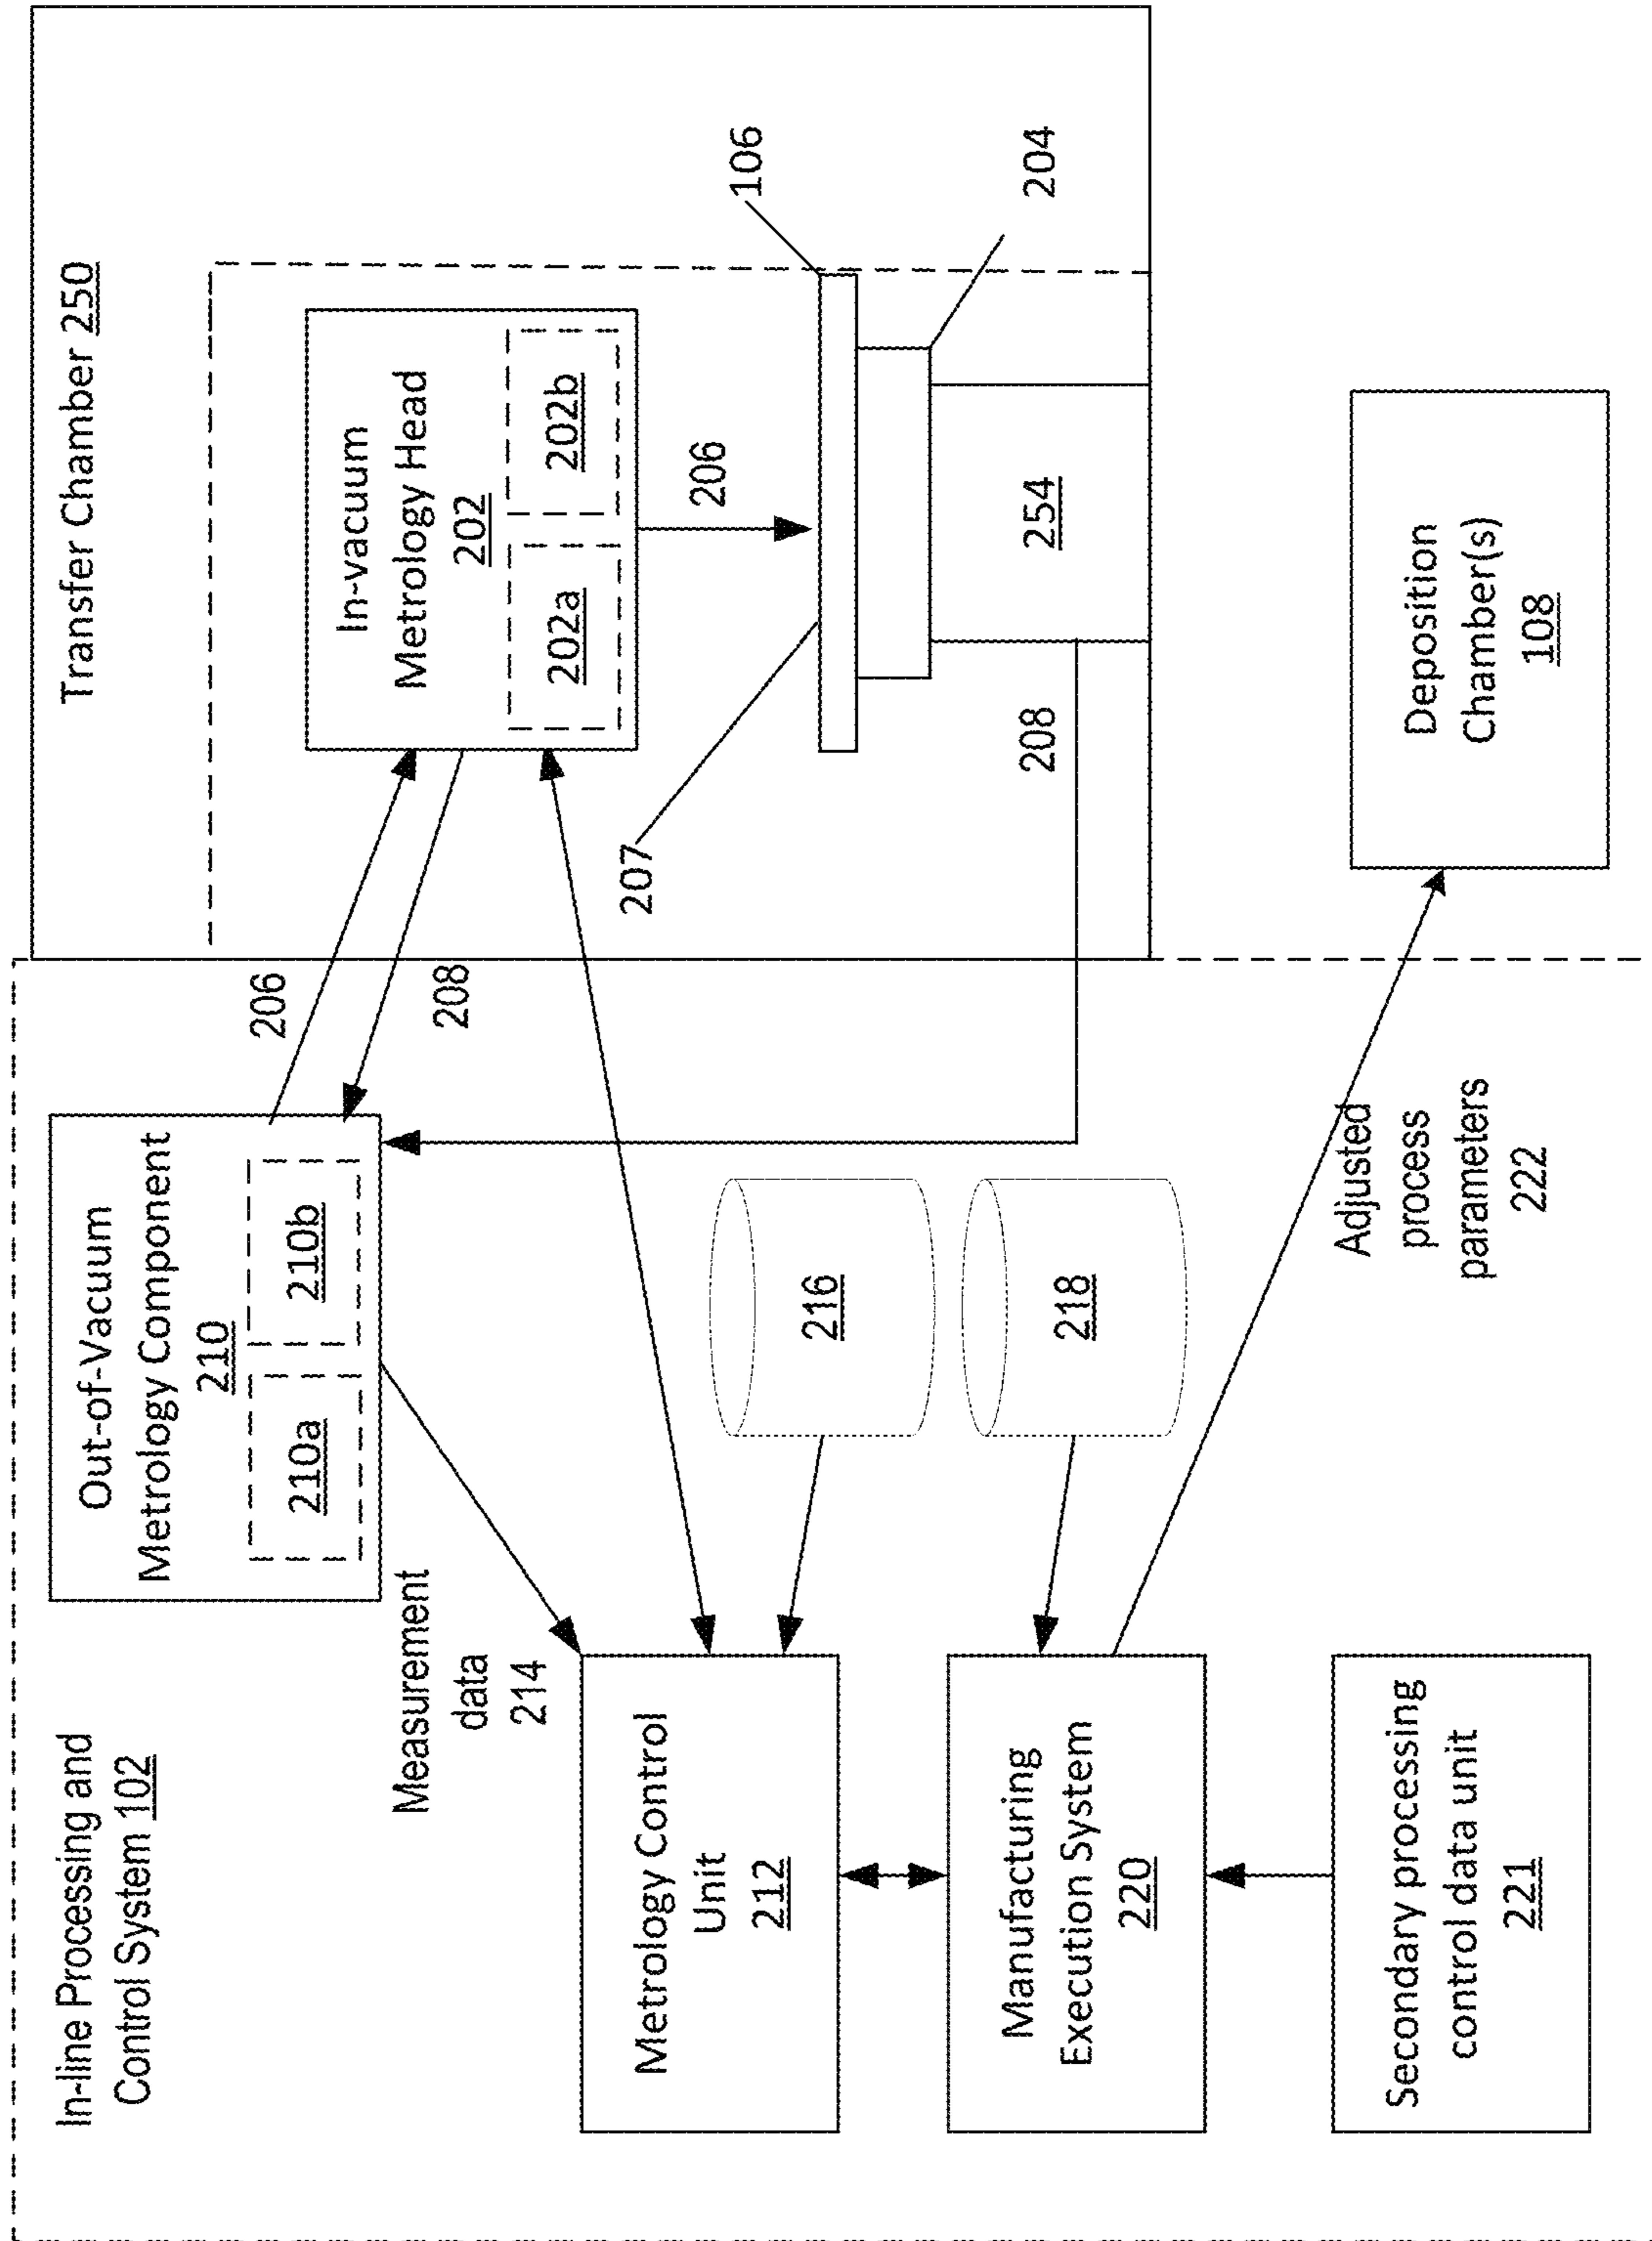 In-line Processing and
Control System 102
Out-of-Vacuum
Metrology Component
210
210a
210b
206
208
Transfer Chamber 250
In-vacuum
Metrology Head
202
202a
202b
206
106
207
204
254
208
Measurement
data
214
Metrology Control
Unit
212
216
218
Manufacturing
Execution System
220
Adjusted
process
parameters
222
Deposition
Chamber(s)
108
Secondary processing
control data unit
221